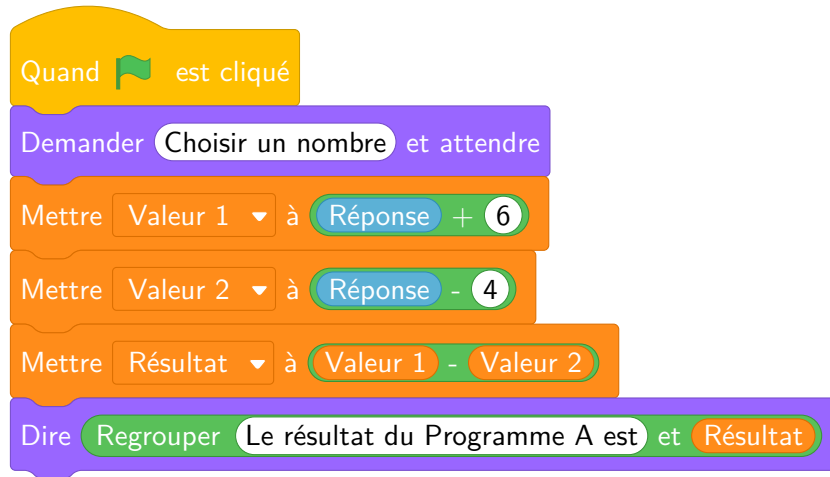 Quand est cliqué
Demander Choisir un nombre et attendre
Mettre Valeur 1 à Réponse + 6
Mettre Valeur 2 à Réponse - 4
Mettre Résultat à Valeur 1 - Valeur 2
Dire Regrouper Le résultat du Programme A est et Résultat